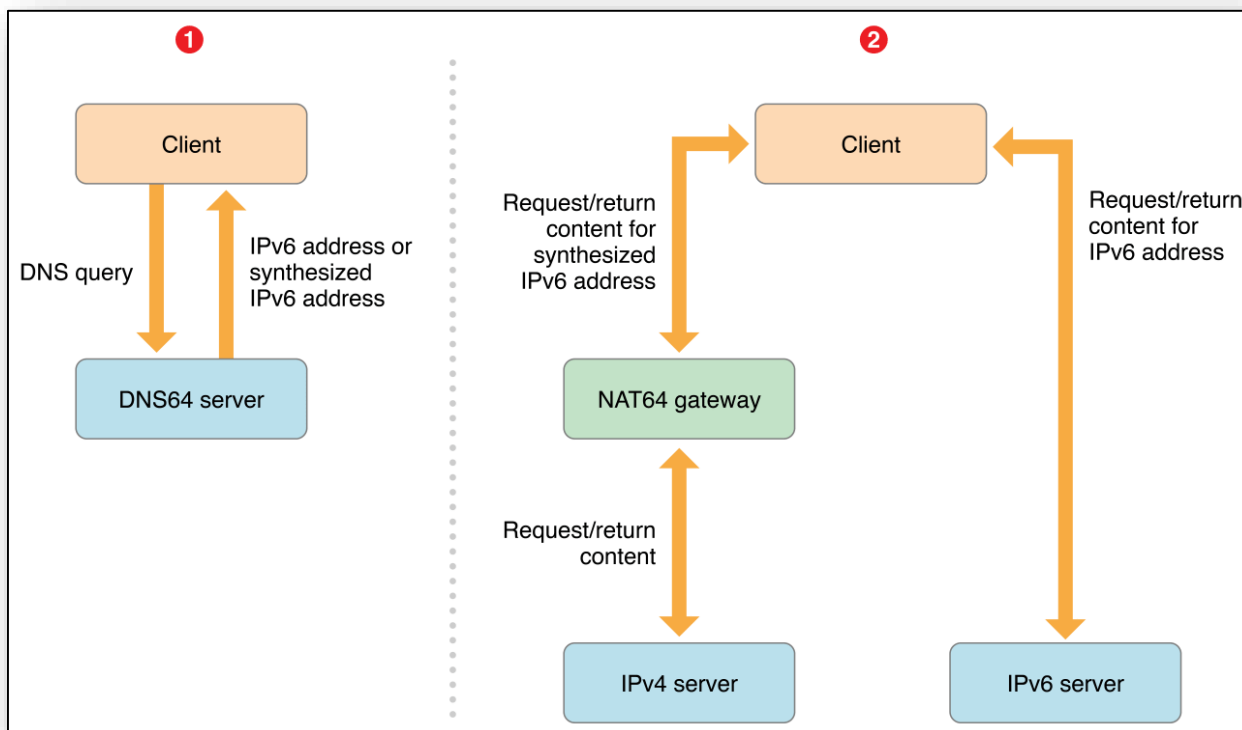 1
Client
DNS query
IPv6 address or
synthesized
IPv6 address
DNS64 server
2
Client
Request/return
content for
synthesized
IPv6 address
Request/return
content for
IPv6 address
NAT64 gateway
Request/return
content
IPv4 server
IPv6 server